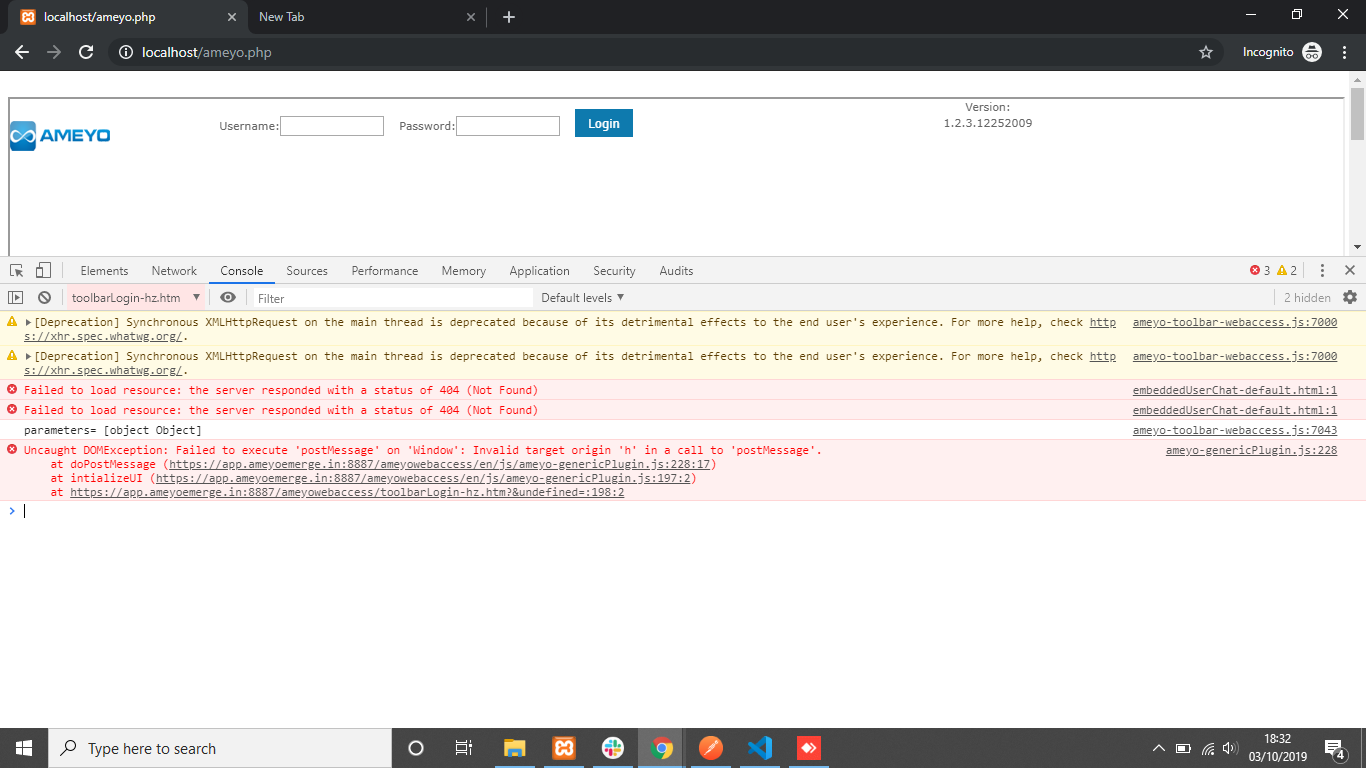 localhost/ameyo.php
New Tab
localhost/ameyo.php
Incognito
AMEYO
Username:
Password:
Login
Version:
1.2.3.12252009
Elements Network Console Sources Performance Memory Application Security Audits
3 2
toolbarLogin-hz.htm
Filter
Default levels
2 hidden
[Deprecation] Synchronous XMLHttpRequest on the main thread is deprecated because of its detrimental effects to the end user's experience. For more help, check http ameyo-toolbar-webaccess.js:7000
s://xhr.spec.whatwg.org/.
[Deprecation] Synchronous XMLHttpRequest on the main thread is deprecated because of its detrimental effects to the end user's experience. For more help, check http ameyo-toolbar-webaccess.js:7000
s://xhr.spec.whatwg.org/.
Failed to load resource: the server responded with a status of 404 (Not Found) embeddedUserChat-default.html:1
Failed to load resource: the server responded with a status of 404 (Not Found) embeddedUserChat-default.html:1
parameters= [object Object] ameyo-toolbar-webaccess.js:7043
Uncaught DOMException: Failed to execute 'postMessage' on 'Window': Invalid target origin 'h' in a call to 'postMessage'. ameyo-genericPlugin.js:228
at doPostMessage (https://app.ameyoemerge.in:8887/ameyowebaccess/en/js/ameyo-genericPlugin.js:228:17)
at intializeUI (https://app.ameyoemerge.in:8887/ameyowebaccess/en/js/ameyo-genericPlugin.js:197:2)
at https://app.ameyoemerge.in:8887/ameyowebaccess/toolbarLogin-hz.htm?&undefined=:198:2
Type here to search
18:32
03/10/2019
4